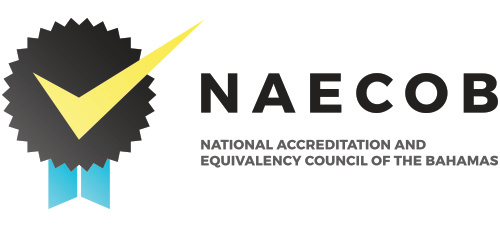 NAECOB
NATIONAL ACCREDITATION AND
EQUIVALENCY COUNCIL OF THE BAHAMAS